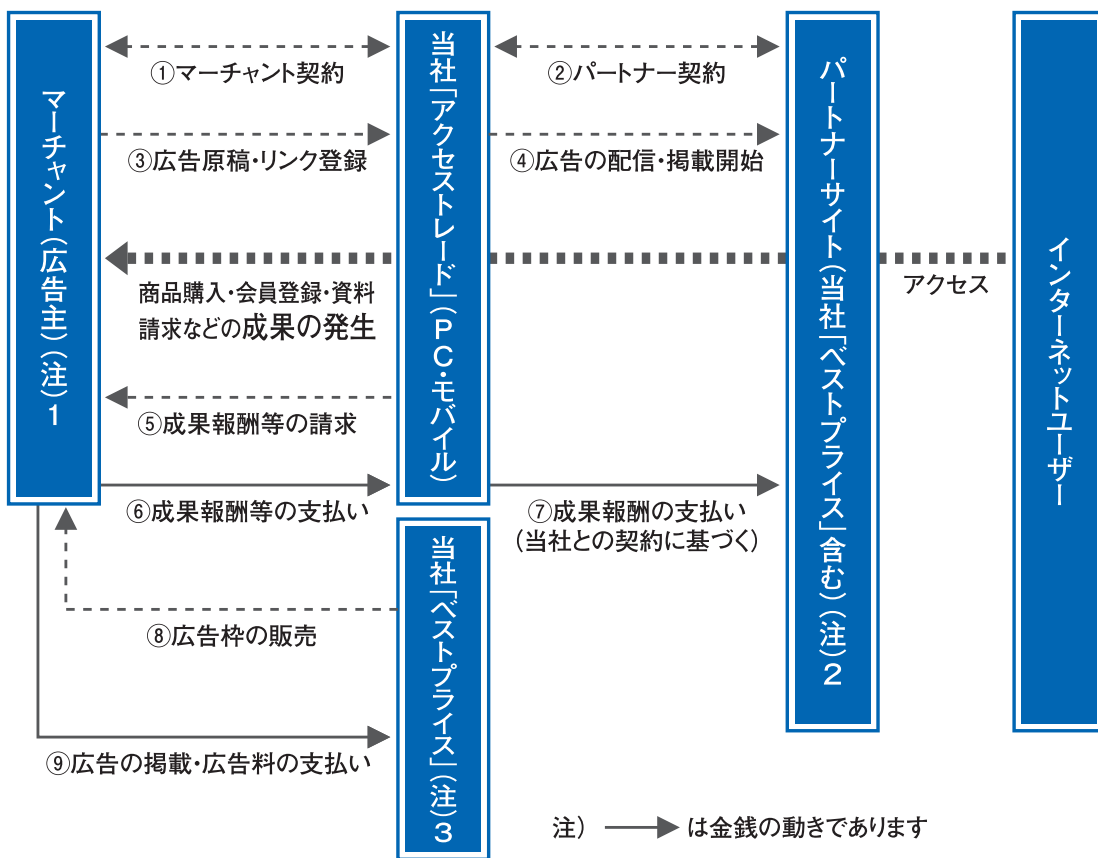 マーチャント(広告主)(注)1
当社「アクセストレード」(PC・モバイル)
パートナーサイト(当社「ベストプライス」含む)(注)2
インターネットユーザー
①マーチャント契約
②パートナー契約
③広告原稿・リンク登録
④広告の配信・掲載開始
アクセス
商品購入・会員登録・資料
請求などの成果の発生
⑤成果報酬等の請求
⑥成果報酬等の支払い
⑦成果報酬の支払い
(当社との契約に基づく)
当社「ベストプライス」(注)3
⑧広告枠の販売
⑨広告の掲載・広告料の支払い
注) は金銭の動きであります